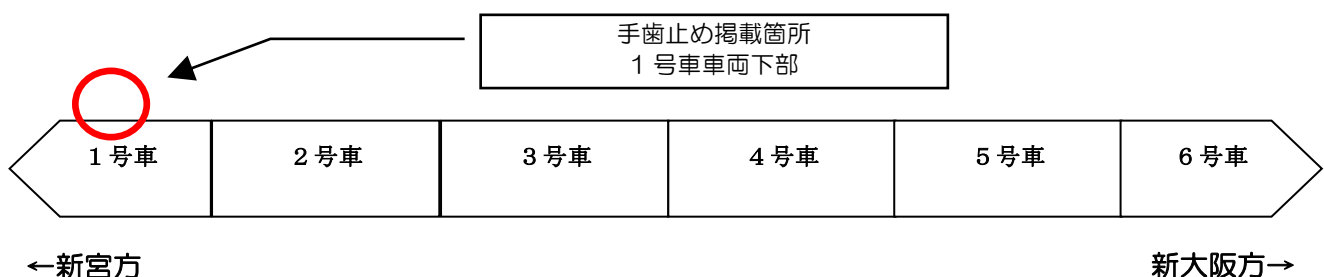 手歯止め掲載箇所
1号車車両下部
1号車
2号車
3号車
4号車
5号車
6号車
←新宮方
新大阪方→